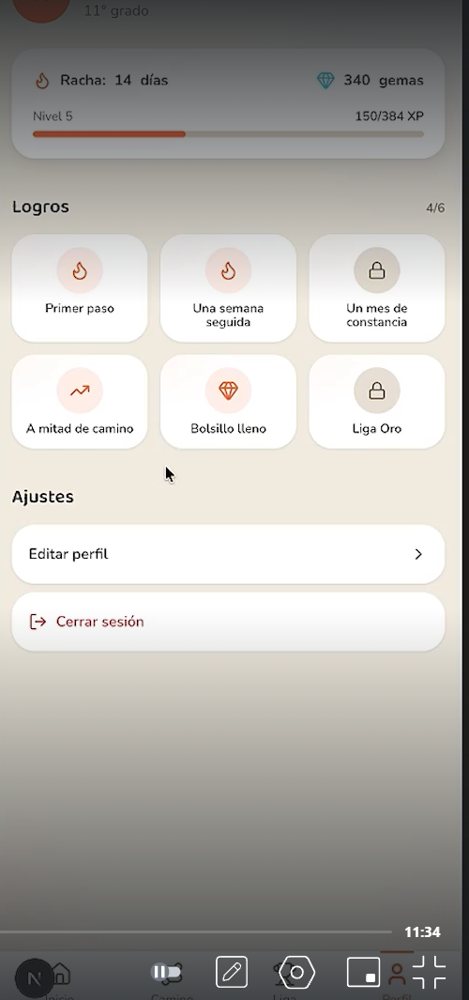 11° grado
Racha: 14 días
340 gemas
Nivel 5
150/384 XP
Logros
4/6
Primer paso
Una semana
seguida
Un mes de
constancia
A mitad de camino
Bolsillo lleno
Liga Oro
Ajustes
Editar perfil
Cerrar sesión
11:34
N
Inicio
Camino
Liga
Perfil